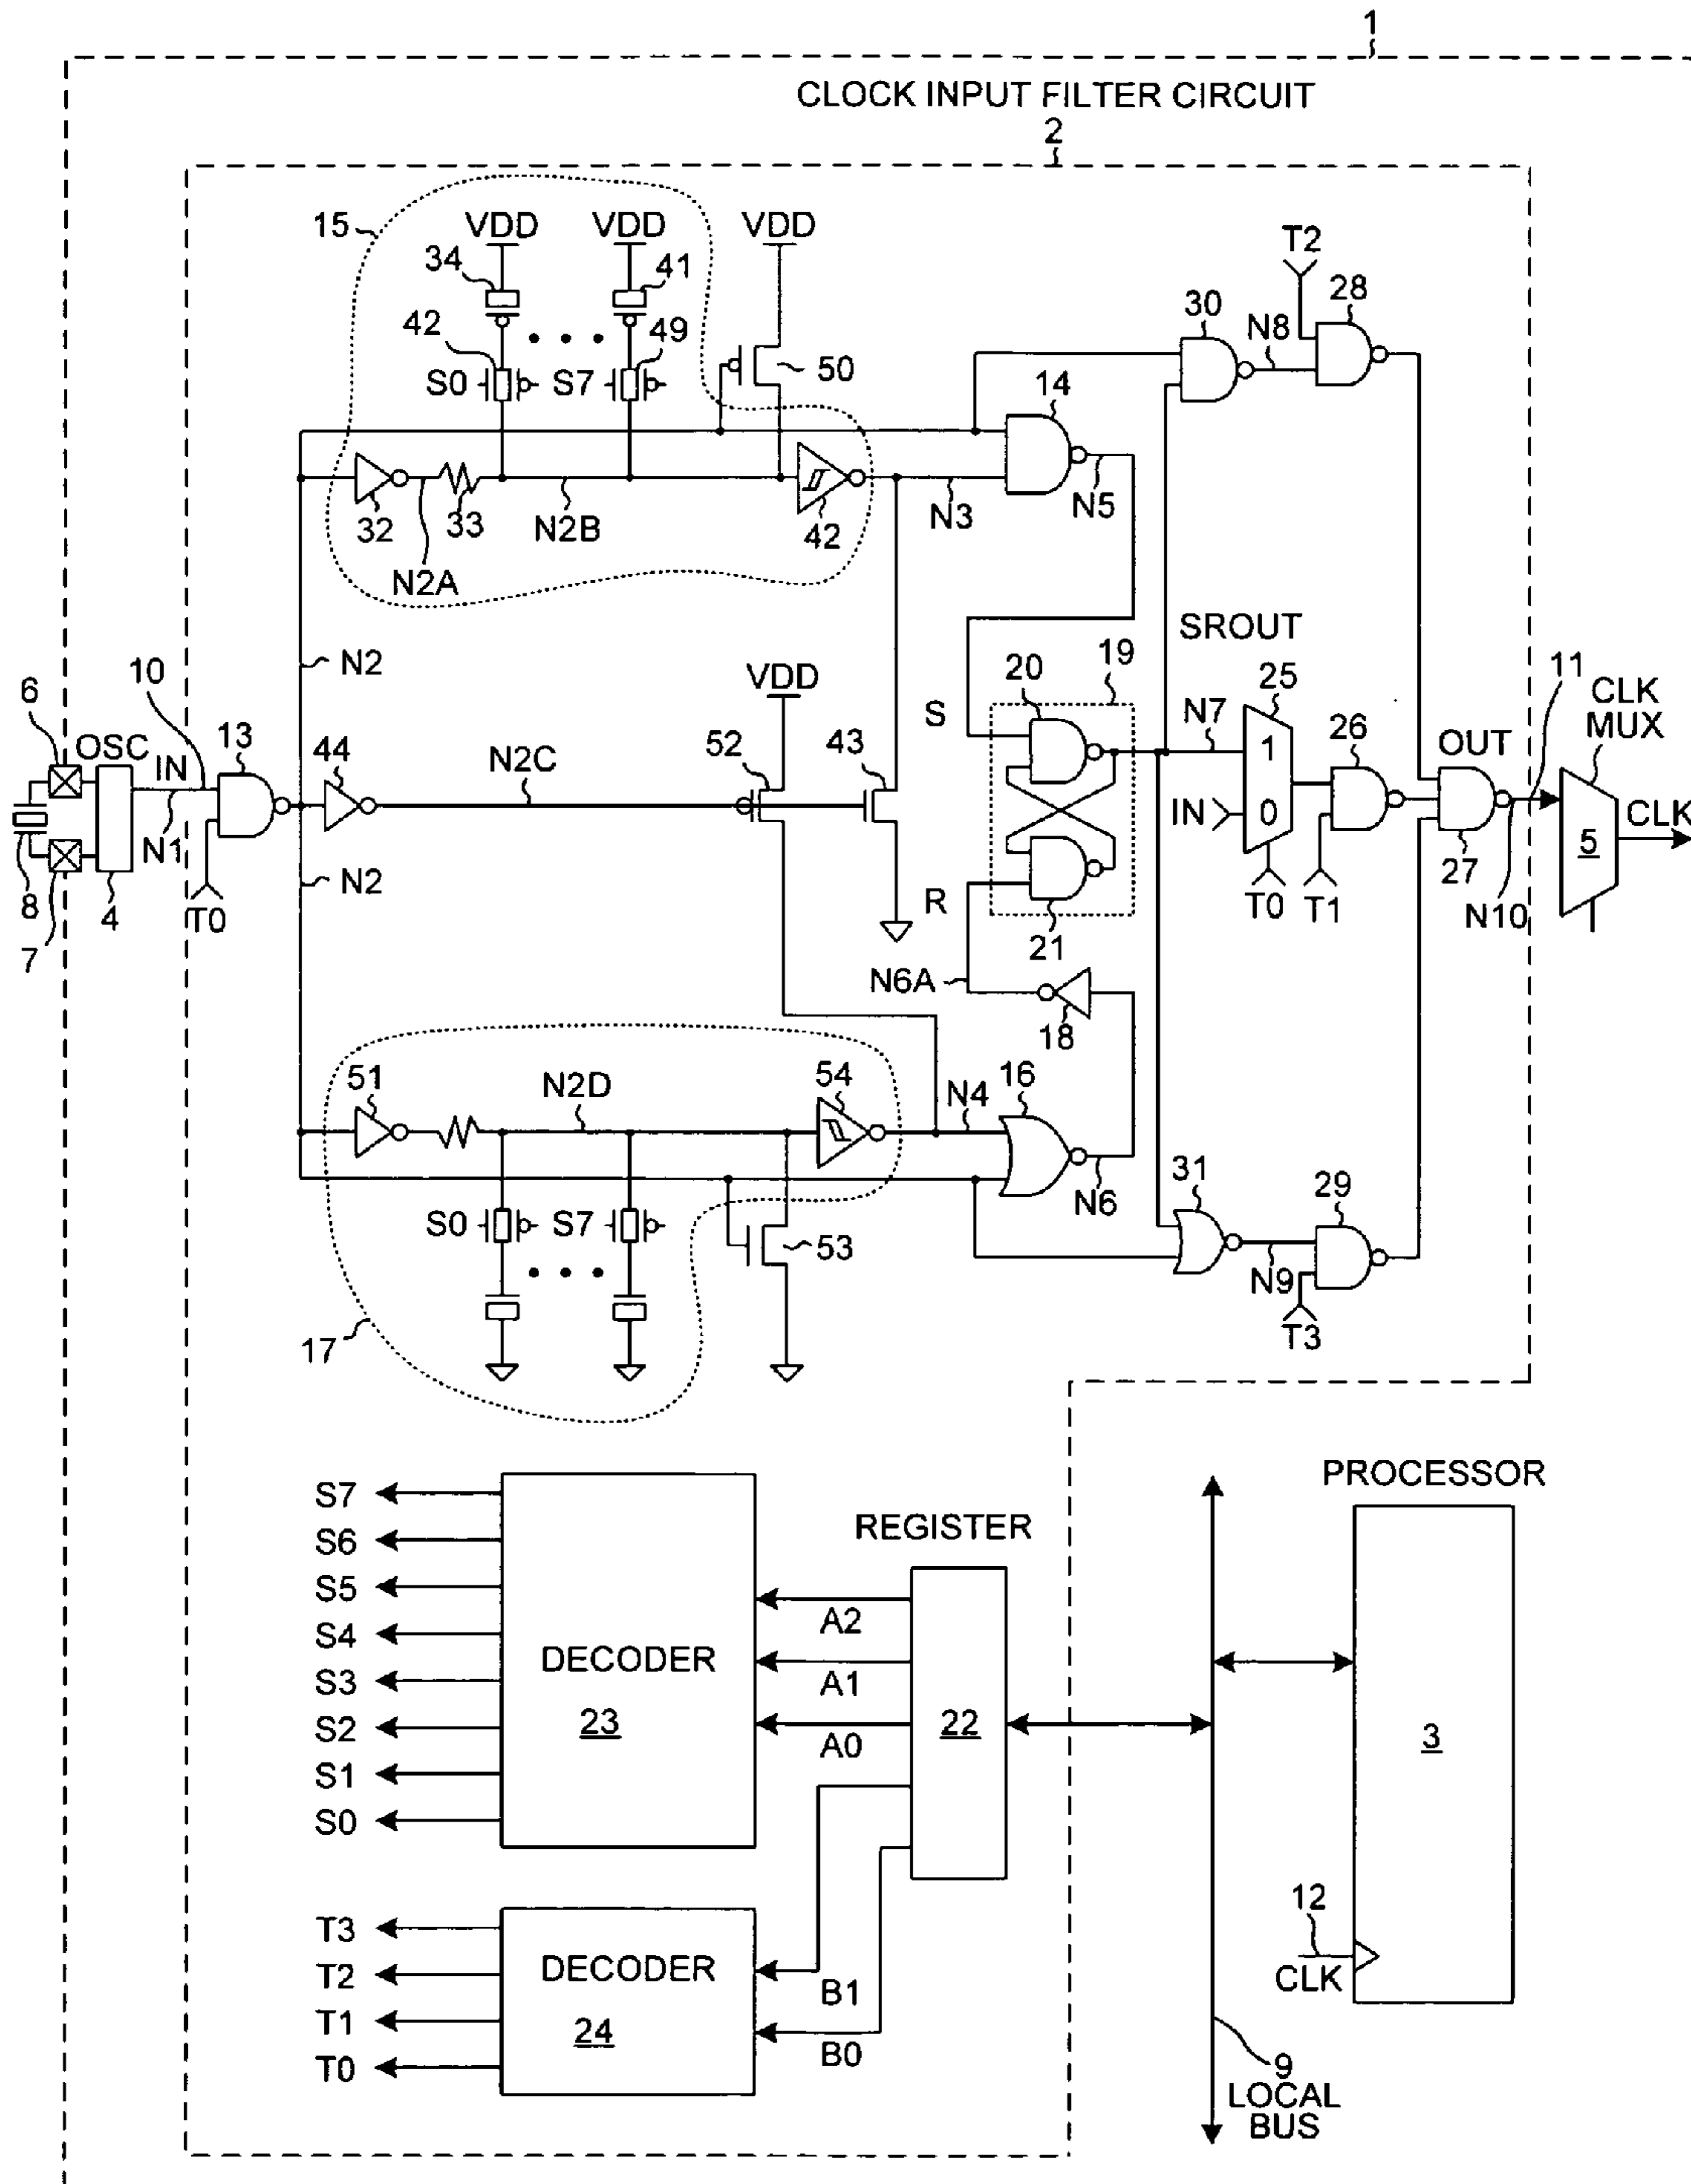 1
CLOCK INPUT FILTER CIRCUIT
2
15
VDD
VDD
VDD
34
41
42
49
S0
S7
50
T2
30
28
N8
14
32
33
N2B
42
N3
N5
N2A
N2
10
6
OSC
IN
13
44
N2C
VDD
52
43
20
19
S
SROUT
25
N7
1
26
11
CLK
MUX
OUT
8
7
4
N1
T0
N2
R
21
IN
0
T0
T1
27
N10
5
CLK
N6A
18
51
N2D
54
N4
16
N6
31
29
S0
S7
53
N9
T3
17
S7
S6
S5
S4
S3
S2
S1
S0
DECODER
23
REGISTER
A2
A1
A0
22
PROCESSOR
3
T3
T2
T1
T0
DECODER
24
B1
B0
12
CLK
9
LOCAL
BUS